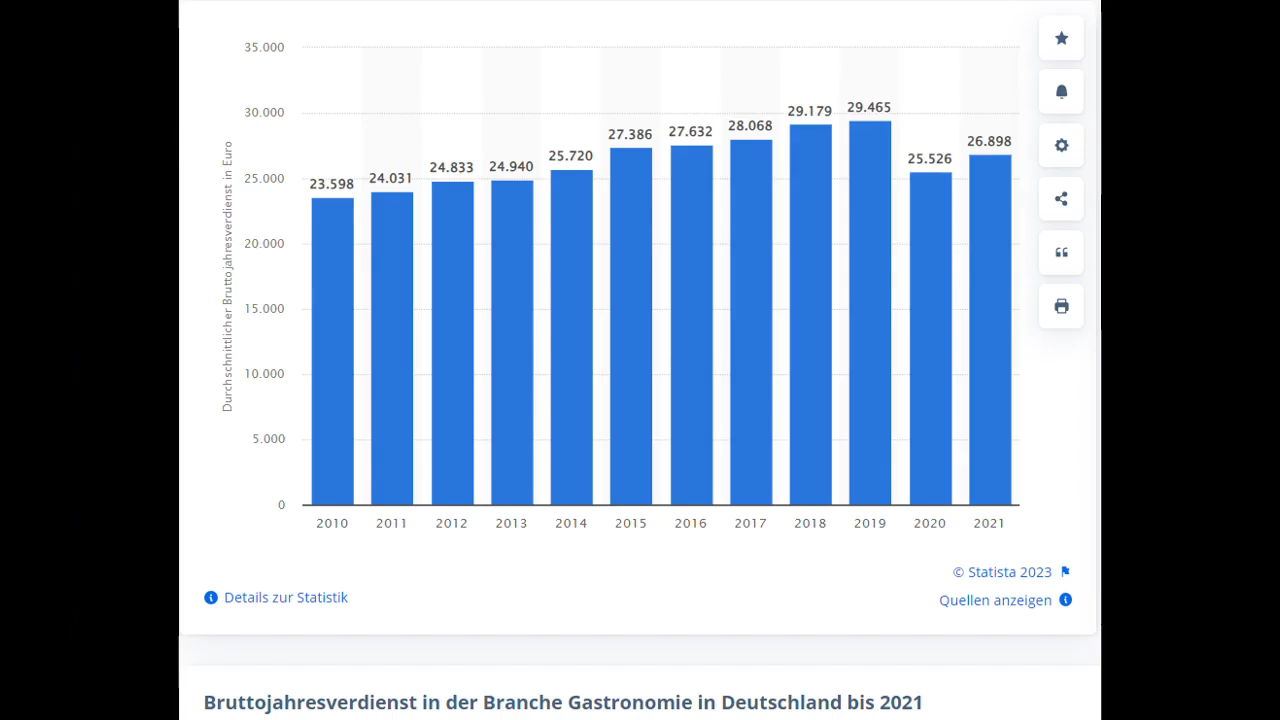 35.000
30.000
25.000
20.000
15.000
10.000
5.000
0
Durchschnittlicher Bruttojahresverdienst in Euro
23.598 24.031 24.833 24.940 25.720 27.386 27.632 28.068 29.179 29.465 25.526 26.898
2010 2011 2012 2013 2014 2015 2016 2017 2018 2019 2020 2021
© Statista 2023
Details zur Statistik
Quellen anzeigen
Bruttojahresverdienst in der Branche Gastronomie in Deutschland bis 2021